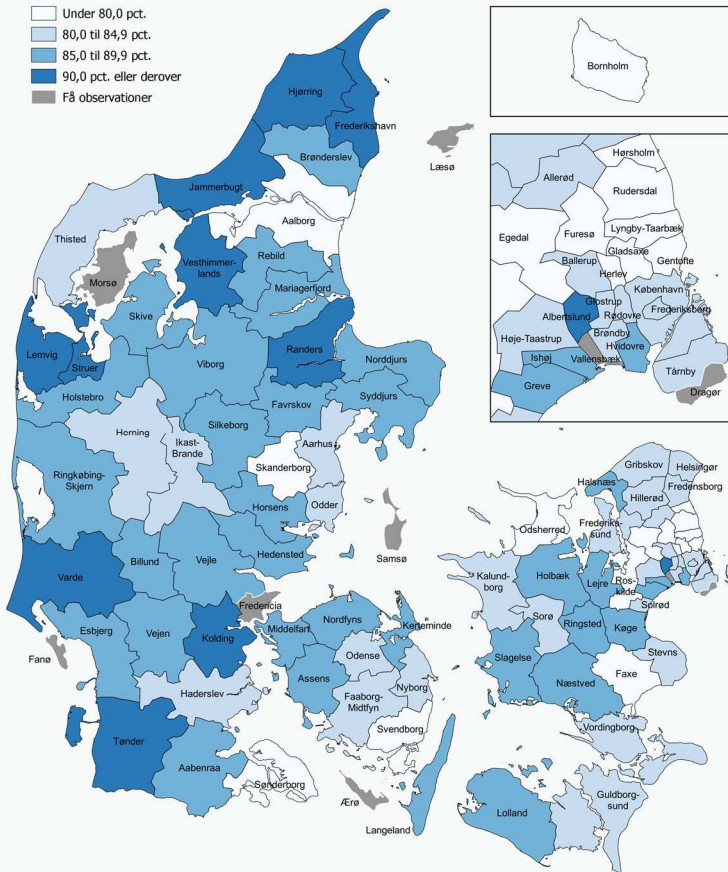 Under 80,0 pct.
80,0 til 84,9 pct.
85,0 til 89,9 pct.
90,0 pct. eller derover
Få observationer
Bornholm
Hjørring
Frederikshavn
Brønderslev
Læsø
Jammerbugt
Aalborg
Thisted
Vesthimmer-
lands
Rebild
Morsø
Mariagerfjord
Skive
Lemvig
Struer
Viborg
Randers
Norddjurs
Holstebro
Favrskov
Syddjurs
Silkeborg
Herning
Ikast-
Brande
Aarhus
Skanderborg
Ringkøbing-
Skjern
Horsens
Odder
Samsø
Hedensted
Billund
Vejle
Varde
Fredericia
Esbjerg
Vejen
Kolding
Middelfart
Nordfyns
Kerteminde
Fanø
Odense
Assens
Haderslev
Faaborg-
Midtfyn
Nyborg
Svendborg
Tønder
Aabenraa
Sønderborg
Ærø
Langeland
Hørsholm
Allerød
Rudersdal
Egedal
Furesø
Lyngby-Taarbæk
Gladsaxe
Ballerup
Herlev
Gentofte
København
Glostrup
Albertslund
Rødovre
Frederiksberg
Brøndby
Høje-Taastrup
Hvidovre
Ishøj
Vallensbæk
Greve
Tårnby
Dragør
Gribskov
Helsingør
Halsnæs
Hillerød
Fredensborg
Odsherred
Frederiks-
sund
Kalund-
borg
Holbæk
Lejre
Ros-
kilde
Sorø
Ringsted
Solrød
Køge
Slagelse
Stevns
Næstved
Faxe
Vordingborg
Guldborg-
sund
Lolland